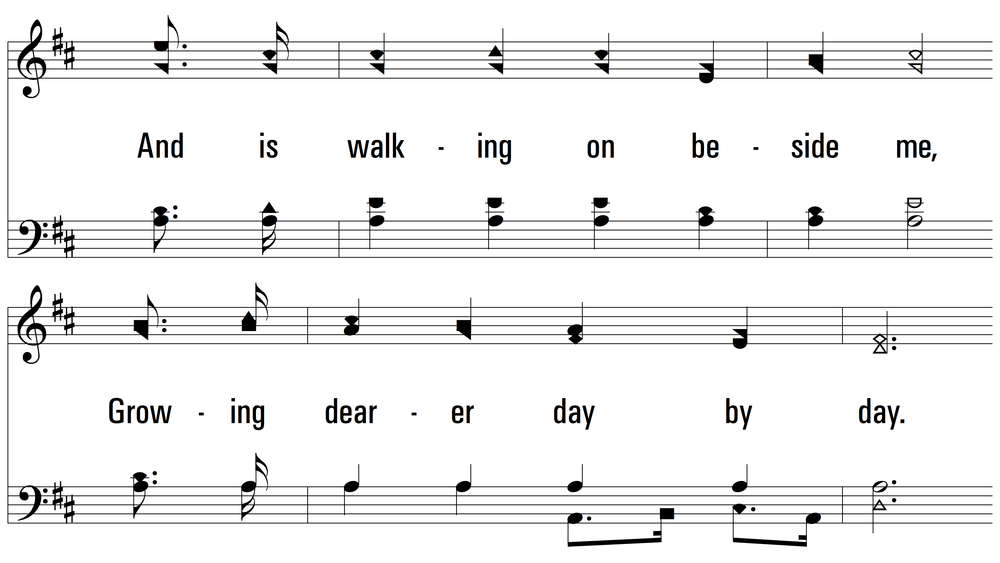 And is walk - ing on be - side me,
Grow - ing dear - er day by day.